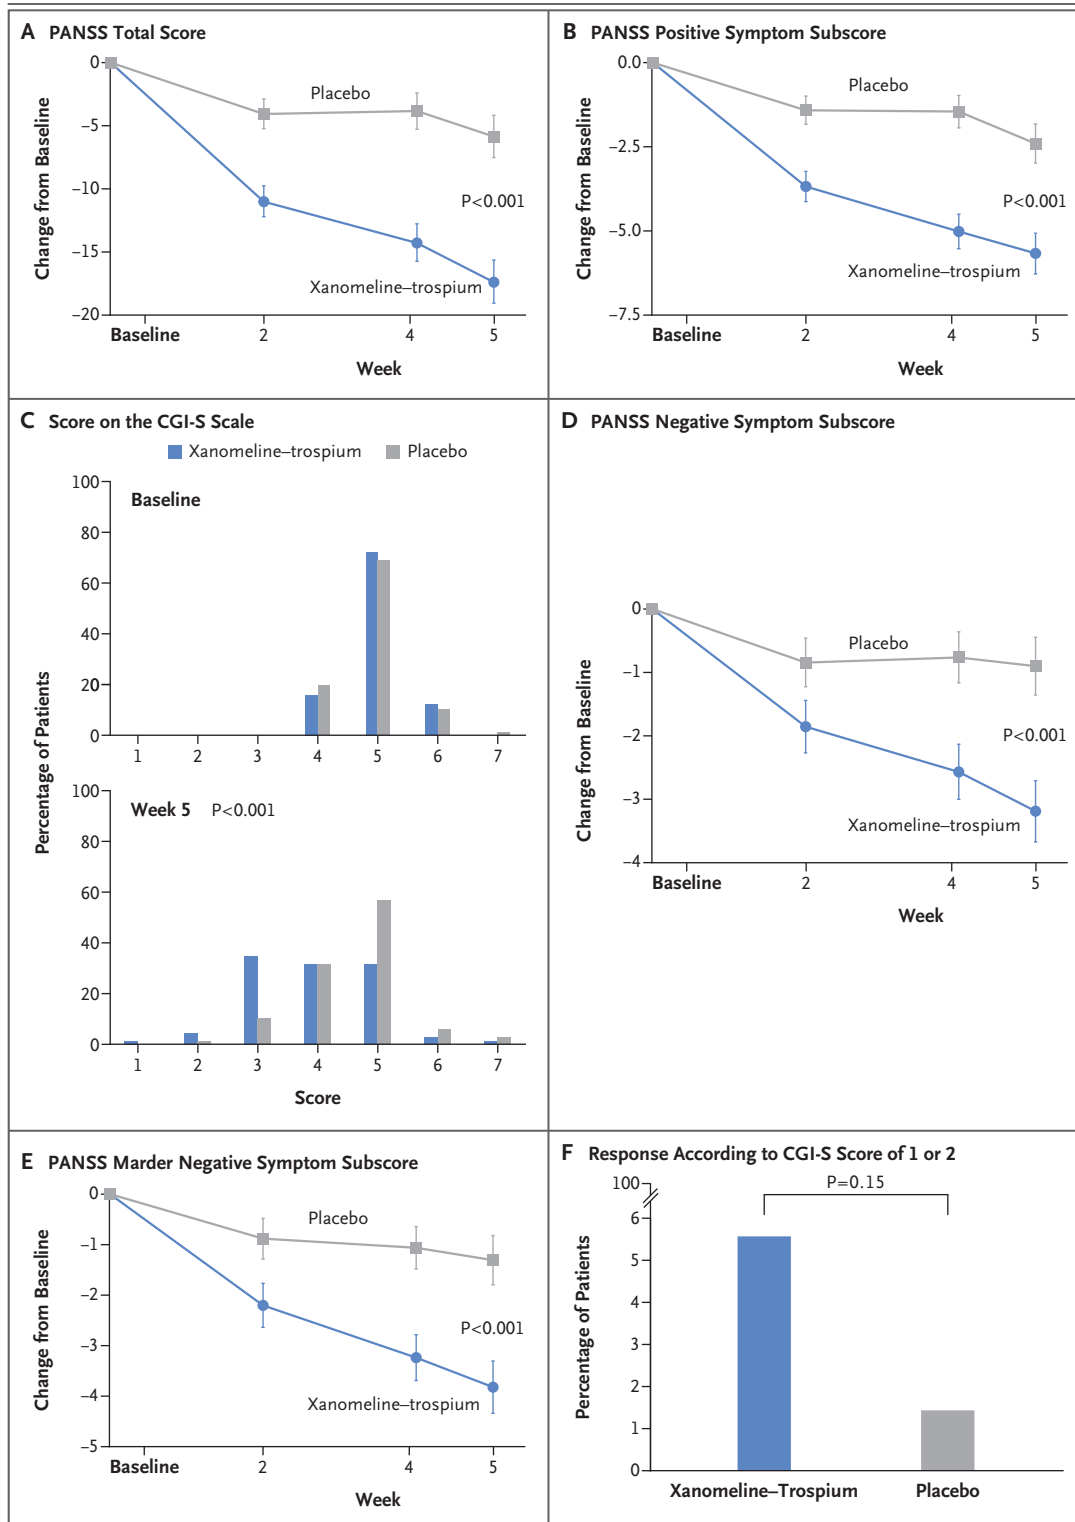 A PANSS Total Score
0
−5
−10
−15
−20
Change from Baseline
Placebo
P<0.001
Xanomeline–trospium
Baseline 2 4 5
Week
B PANSS Positive Symptom Subscore
0.0
−2.5
−5.0
−7.5
Change from Baseline
Placebo
P<0.001
Xanomeline–trospium
Baseline 2 4 5
Week
C Score on the CGI-S Scale
Xanomeline–trospium Placebo
Percentage of Patients
100
80
60
40
20
0
Baseline
1 2 3 4 5 6 7
100
80
60
40
20
0
Week 5 P<0.001
1 2 3 4 5 6 7
Score
D PANSS Negative Symptom Subscore
0
−1
−2
−3
−4
Change from Baseline
Placebo
P<0.001
Xanomeline–trospium
Baseline 2 4 5
Week
E PANSS Marder Negative Symptom Subscore
0
−1
−2
−3
−4
−5
Change from Baseline
Placebo
P<0.001
Xanomeline–trospium
Baseline 2 4 5
Week
F Response According to CGI-S Score of 1 or 2
100
6
5
4
3
2
1
0
Percentage of Patients
P=0.15
Xanomeline–Trospium Placebo